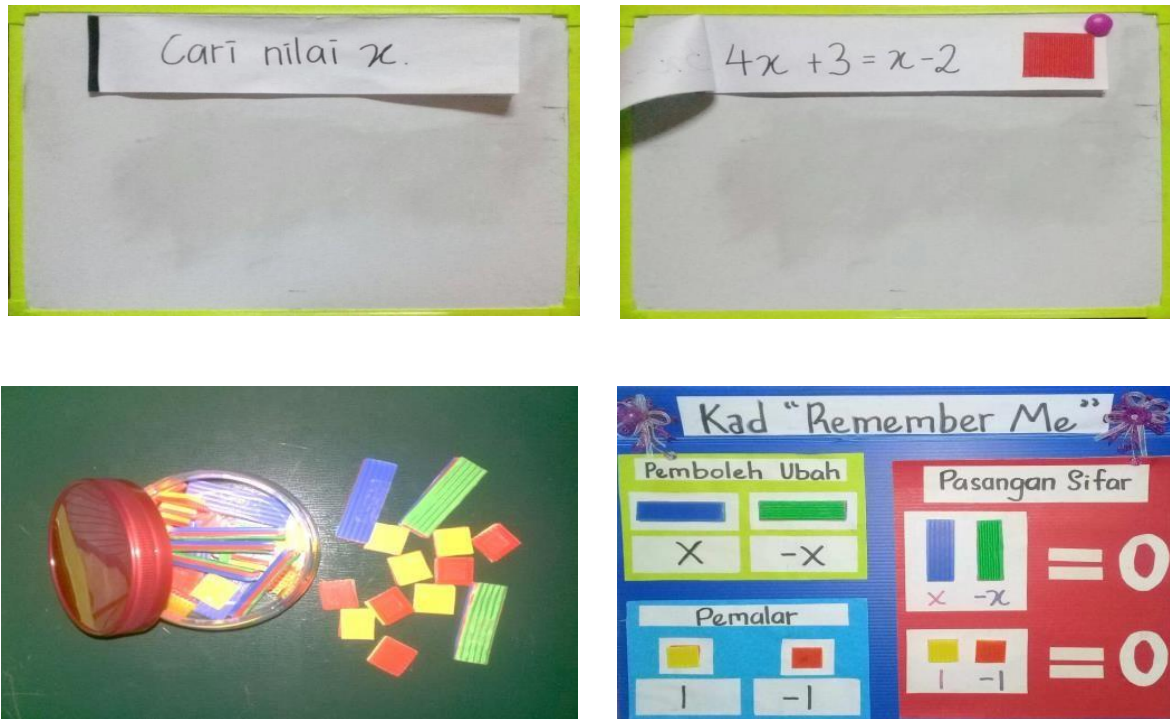 Cari nilai x.
4x + 3 = x - 2
Kad "Remember Me"
Pemboleh Ubah
x
-x
Pemalar
1
-1
Pasangan Sifar
= 0
x -x
= 0
1 -1